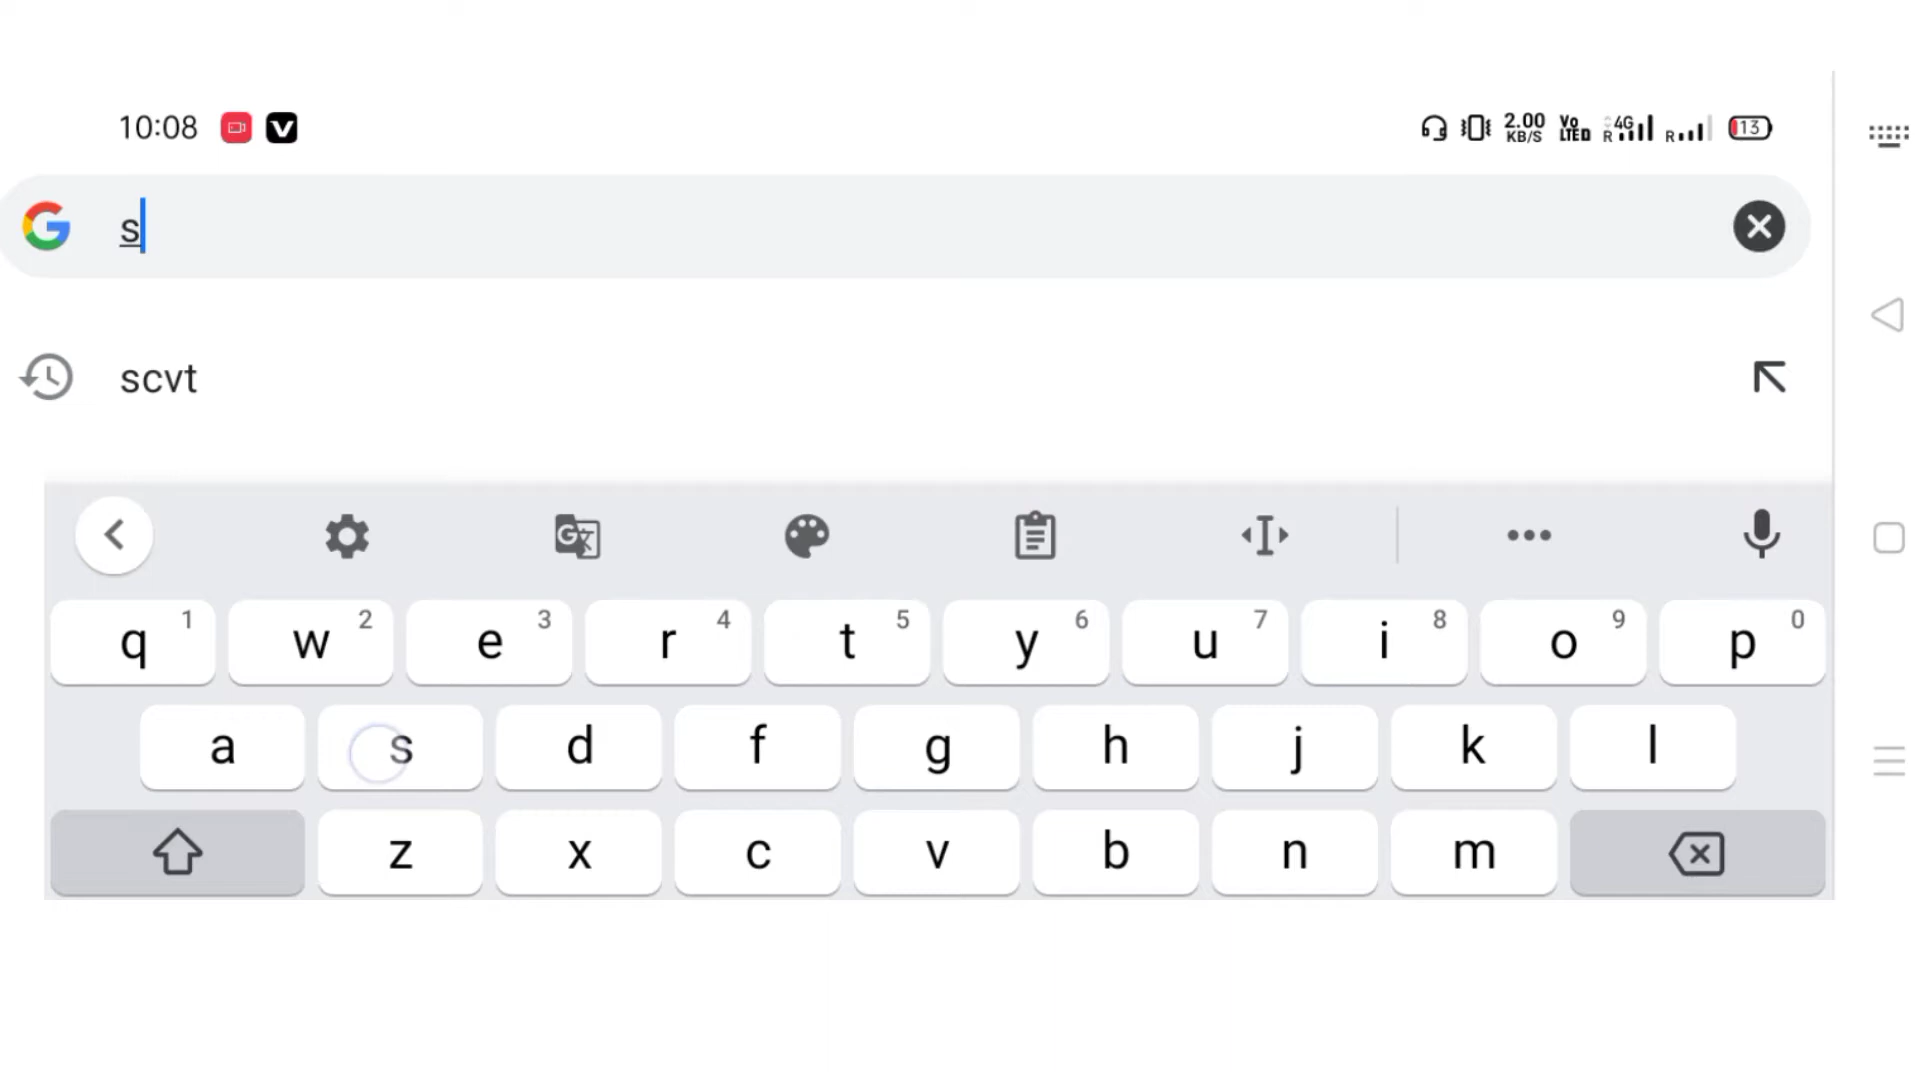 10:08 2.00 KB/S Vo LTE 4G R R 13
s
scvt
q 1 w 2 e 3 r 4 t 5 y 6 u 7 i 8 o 9 p 0
a s d f g h j k l
z x c v b n m